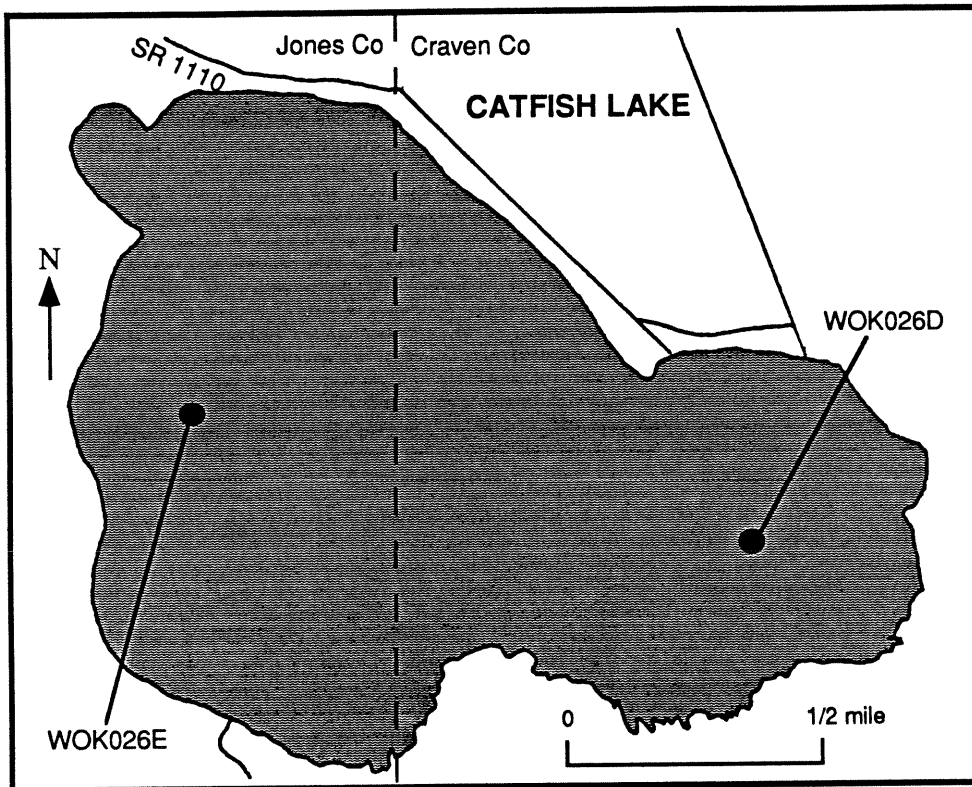 Jones Co Craven Co
SR 1110
CATFISH LAKE
N
WOK026D
WOK026E
0 1/2 mile